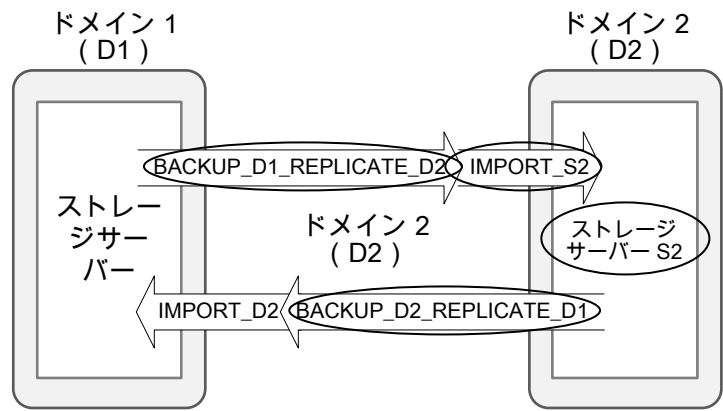 ドメイン 1
( D1 )
ドメイン 2
( D2 )
BACKUP_D1_REPLICATE_D2
IMPORT_S2
ストレー
ジサー
バー
ドメイン 2
( D2 )
ストレージ
サーバー S2
IMPORT_D2
BACKUP_D2_REPLICATE_D1